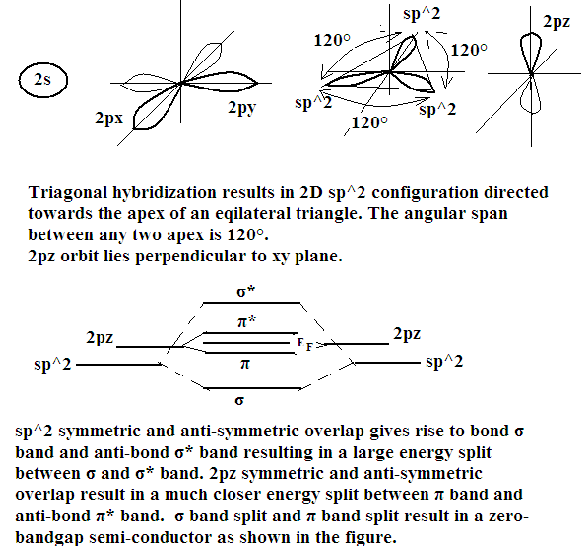 sp^2
2pz
120°
120°
2s
2px
2py
sp^2
sp^2
120°
Triagonal hybridization results in 2D sp^2 configuration directed
towards the apex of an eqilateral triangle. The angular span
between any two apex is 120°.
2pz orbit lies perpendicular to xy plane.
σ*
π*
2pz
E F
2pz
sp^2
π
sp^2
σ
sp^2 symmetric and anti-symmetric overlap gives rise to bond σ
band and anti-bond σ* band resulting in a large energy split
between σ and σ* band. 2pz symmetric and anti-symmetric
overlap result in a much closer energy split between π band and
anti-bond π* band. σ band split and π band split result in a zero-
bandgap semi-conductor as shown in the figure.